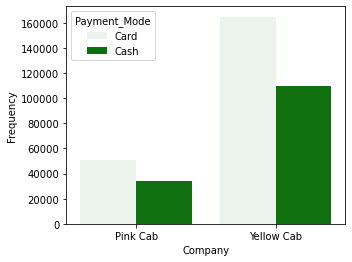 Payment_Mode
Card
Cash
160000
140000
120000
100000
80000
60000
40000
20000
0
Frequency
Pink Cab
Yellow Cab
Company